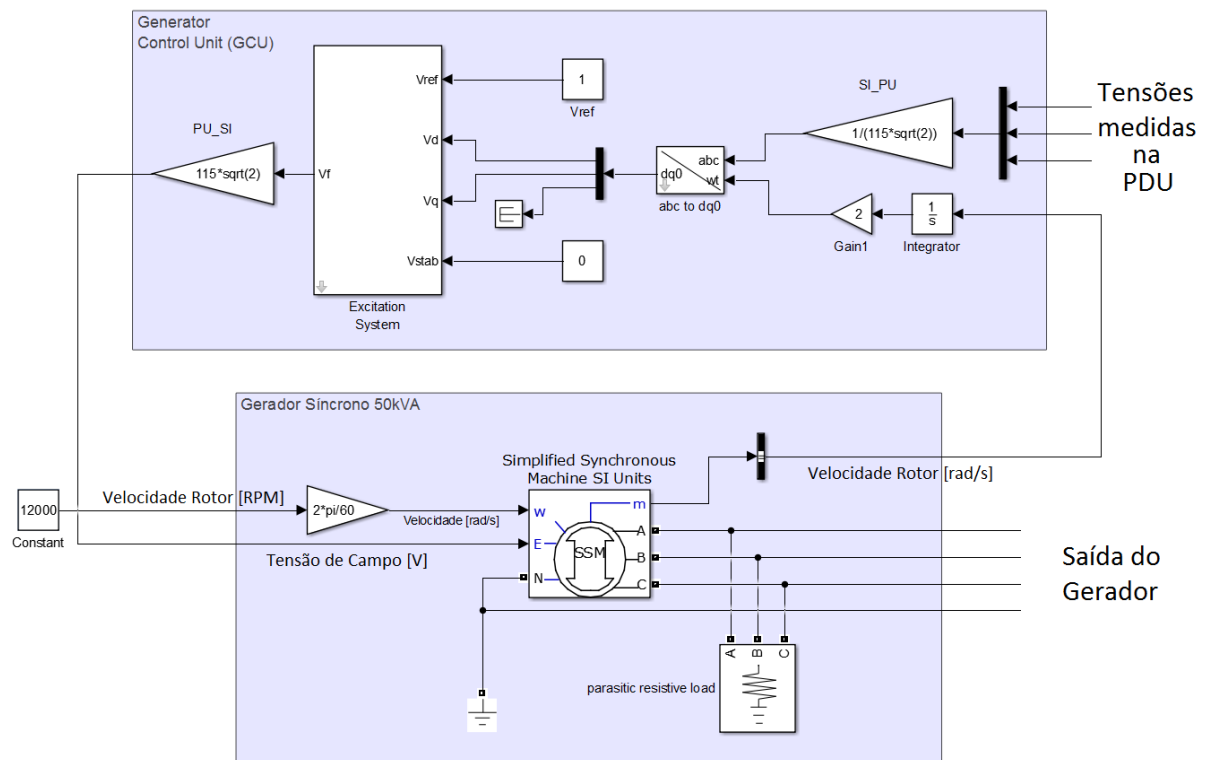 Generator
Control Unit (GCU)
PU_SI
115*sqrt(2)
Vref
Vd
Vq
Vstab
Vf
Excitation
System
1
Vref
0
abc
dq0
wt
abc to dq0
SI_PU
1/(115*sqrt(2))
2
Gain1
1
s
Integrator
Tensões
medidas
na
PDU
Gerador Síncrono 50kVA
12000
Constant
Velocidade Rotor [RPM]
2*pi/60
Velocidade [rad/s]
Tensão de Campo [V]
Simplified Synchronous
Machine SI Units
w
E
N
m
SSM
A
B
C
Velocidade Rotor [rad/s]
Saída do
Gerador
A
B
C
parasitic resistive load